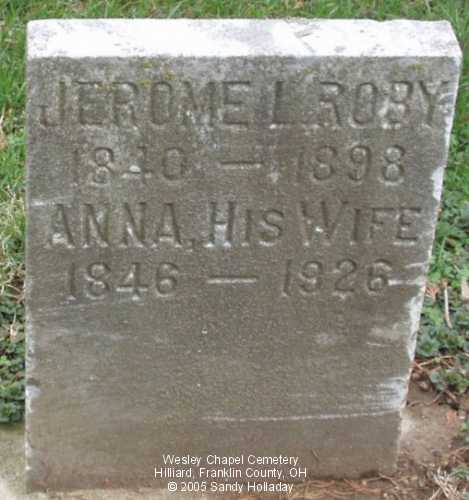 JEROME L. ROBY
1840 — 1898
ANNA, HIS WIFE
1846 — 1926
Wesley Chapel Cemetery
Hilliard, Franklin County, OH
© 2005 Sandy Holladay